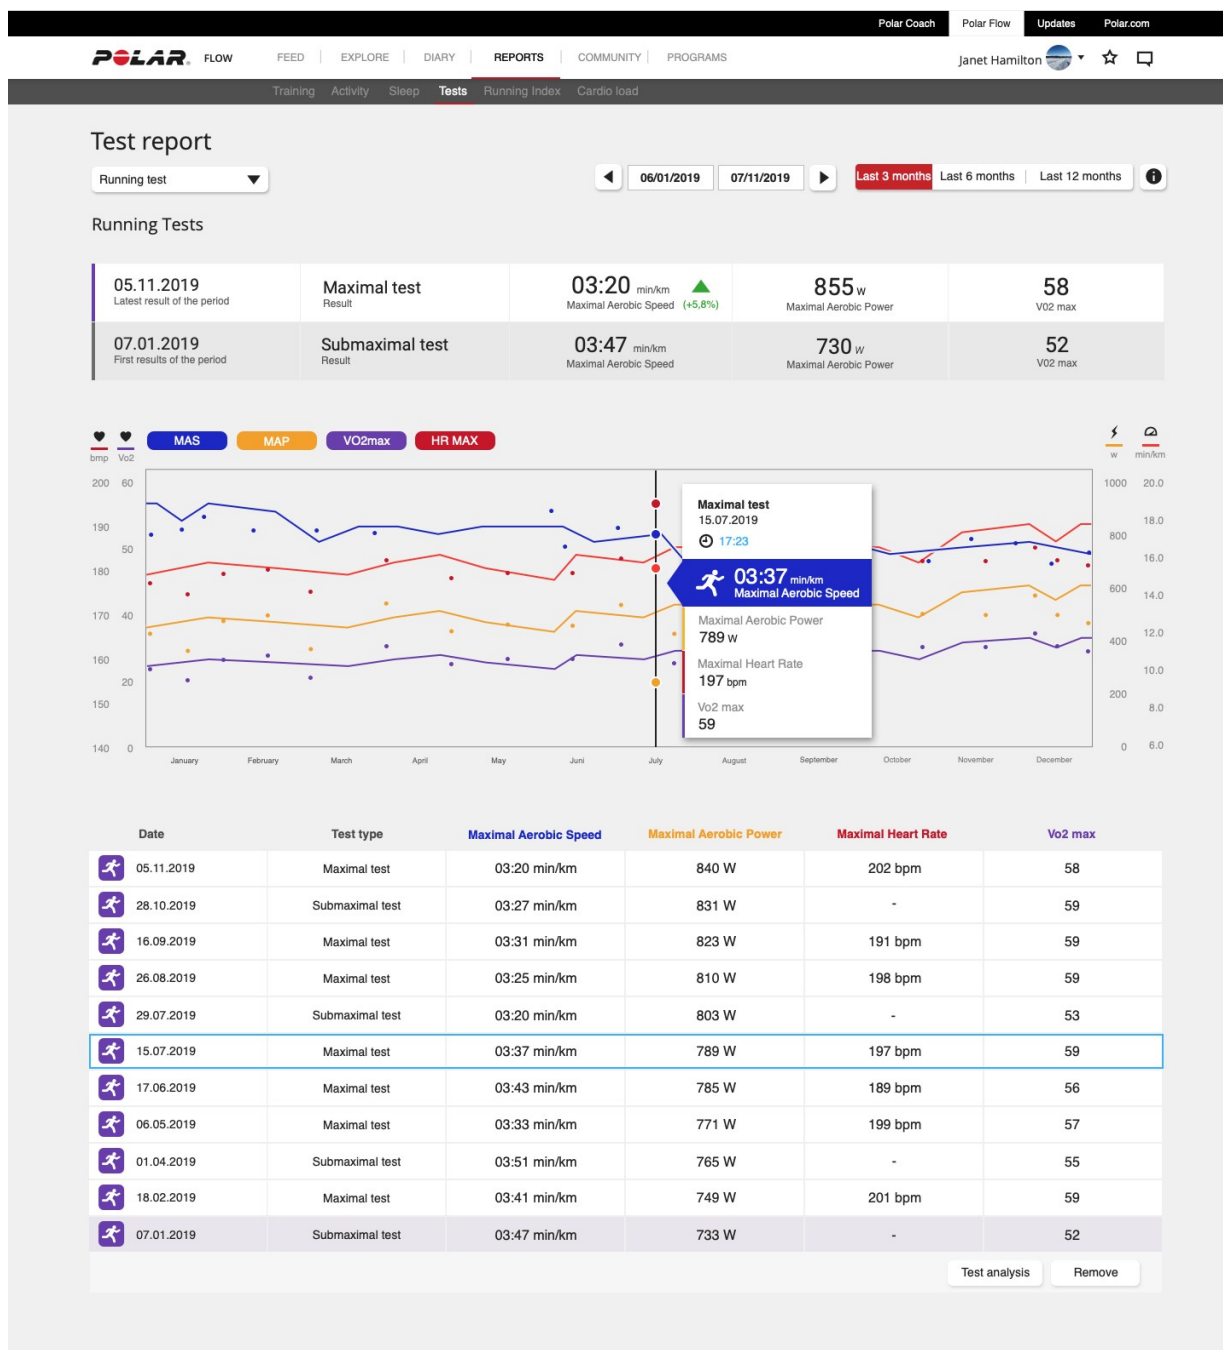 Polar Coach Polar Flow Updates Polar.com
POLAR. FLOW FEED EXPLORE DIARY REPORTS COMMUNITY PROGRAMS Janet Hamilton
Training Activity Sleep Tests Running Index Cardio load
Test report
Running test 06/01/2019 07/11/2019 Last 3 months Last 6 months Last 12 months
Running Tests
05.11.2019 Maximal test 03:20 min/km 855 w 58
Latest result of the period Result Maximal Aerobic Speed (+5,8%) Maximal Aerobic Power V02 max
07.01.2019 Submaximal test 03:47 min/km 730 w 52
First results of the period Result Maximal Aerobic Speed Maximal Aerobic Power V02 max
MAS MAP VO2max HR MAX
bmp Vo2 w min/km
200 60 1000 20.0
190 18.0
50 800
16.0
180
600
14.0
170 40
12.0
400
160
10.0
20
200
150 8.0
140 0 0 6.0
Maximal test
15.07.2019
17:23
03:37 min/km
Maximal Aerobic Speed
Maximal Aerobic Power
789 w
Maximal Heart Rate
197 bpm
Vo2 max
59
January February March April May Juni July August September October November December
Date Test type Maximal Aerobic Speed Maximal Aerobic Power Maximal Heart Rate Vo2 max
05.11.2019 Maximal test 03:20 min/km 840 W 202 bpm 58
28.10.2019 Submaximal test 03:27 min/km 831 W - 59
16.09.2019 Maximal test 03:31 min/km 823 W 191 bpm 59
26.08.2019 Maximal test 03:25 min/km 810 W 198 bpm 59
29.07.2019 Submaximal test 03:20 min/km 803 W - 53
15.07.2019 Maximal test 03:37 min/km 789 W 197 bpm 59
17.06.2019 Maximal test 03:43 min/km 785 W 189 bpm 56
06.05.2019 Maximal test 03:33 min/km 771 W 199 bpm 57
01.04.2019 Submaximal test 03:51 min/km 765 W - 55
18.02.2019 Maximal test 03:41 min/km 749 W 201 bpm 59
07.01.2019 Submaximal test 03:47 min/km 733 W - 52
Test analysis Remove